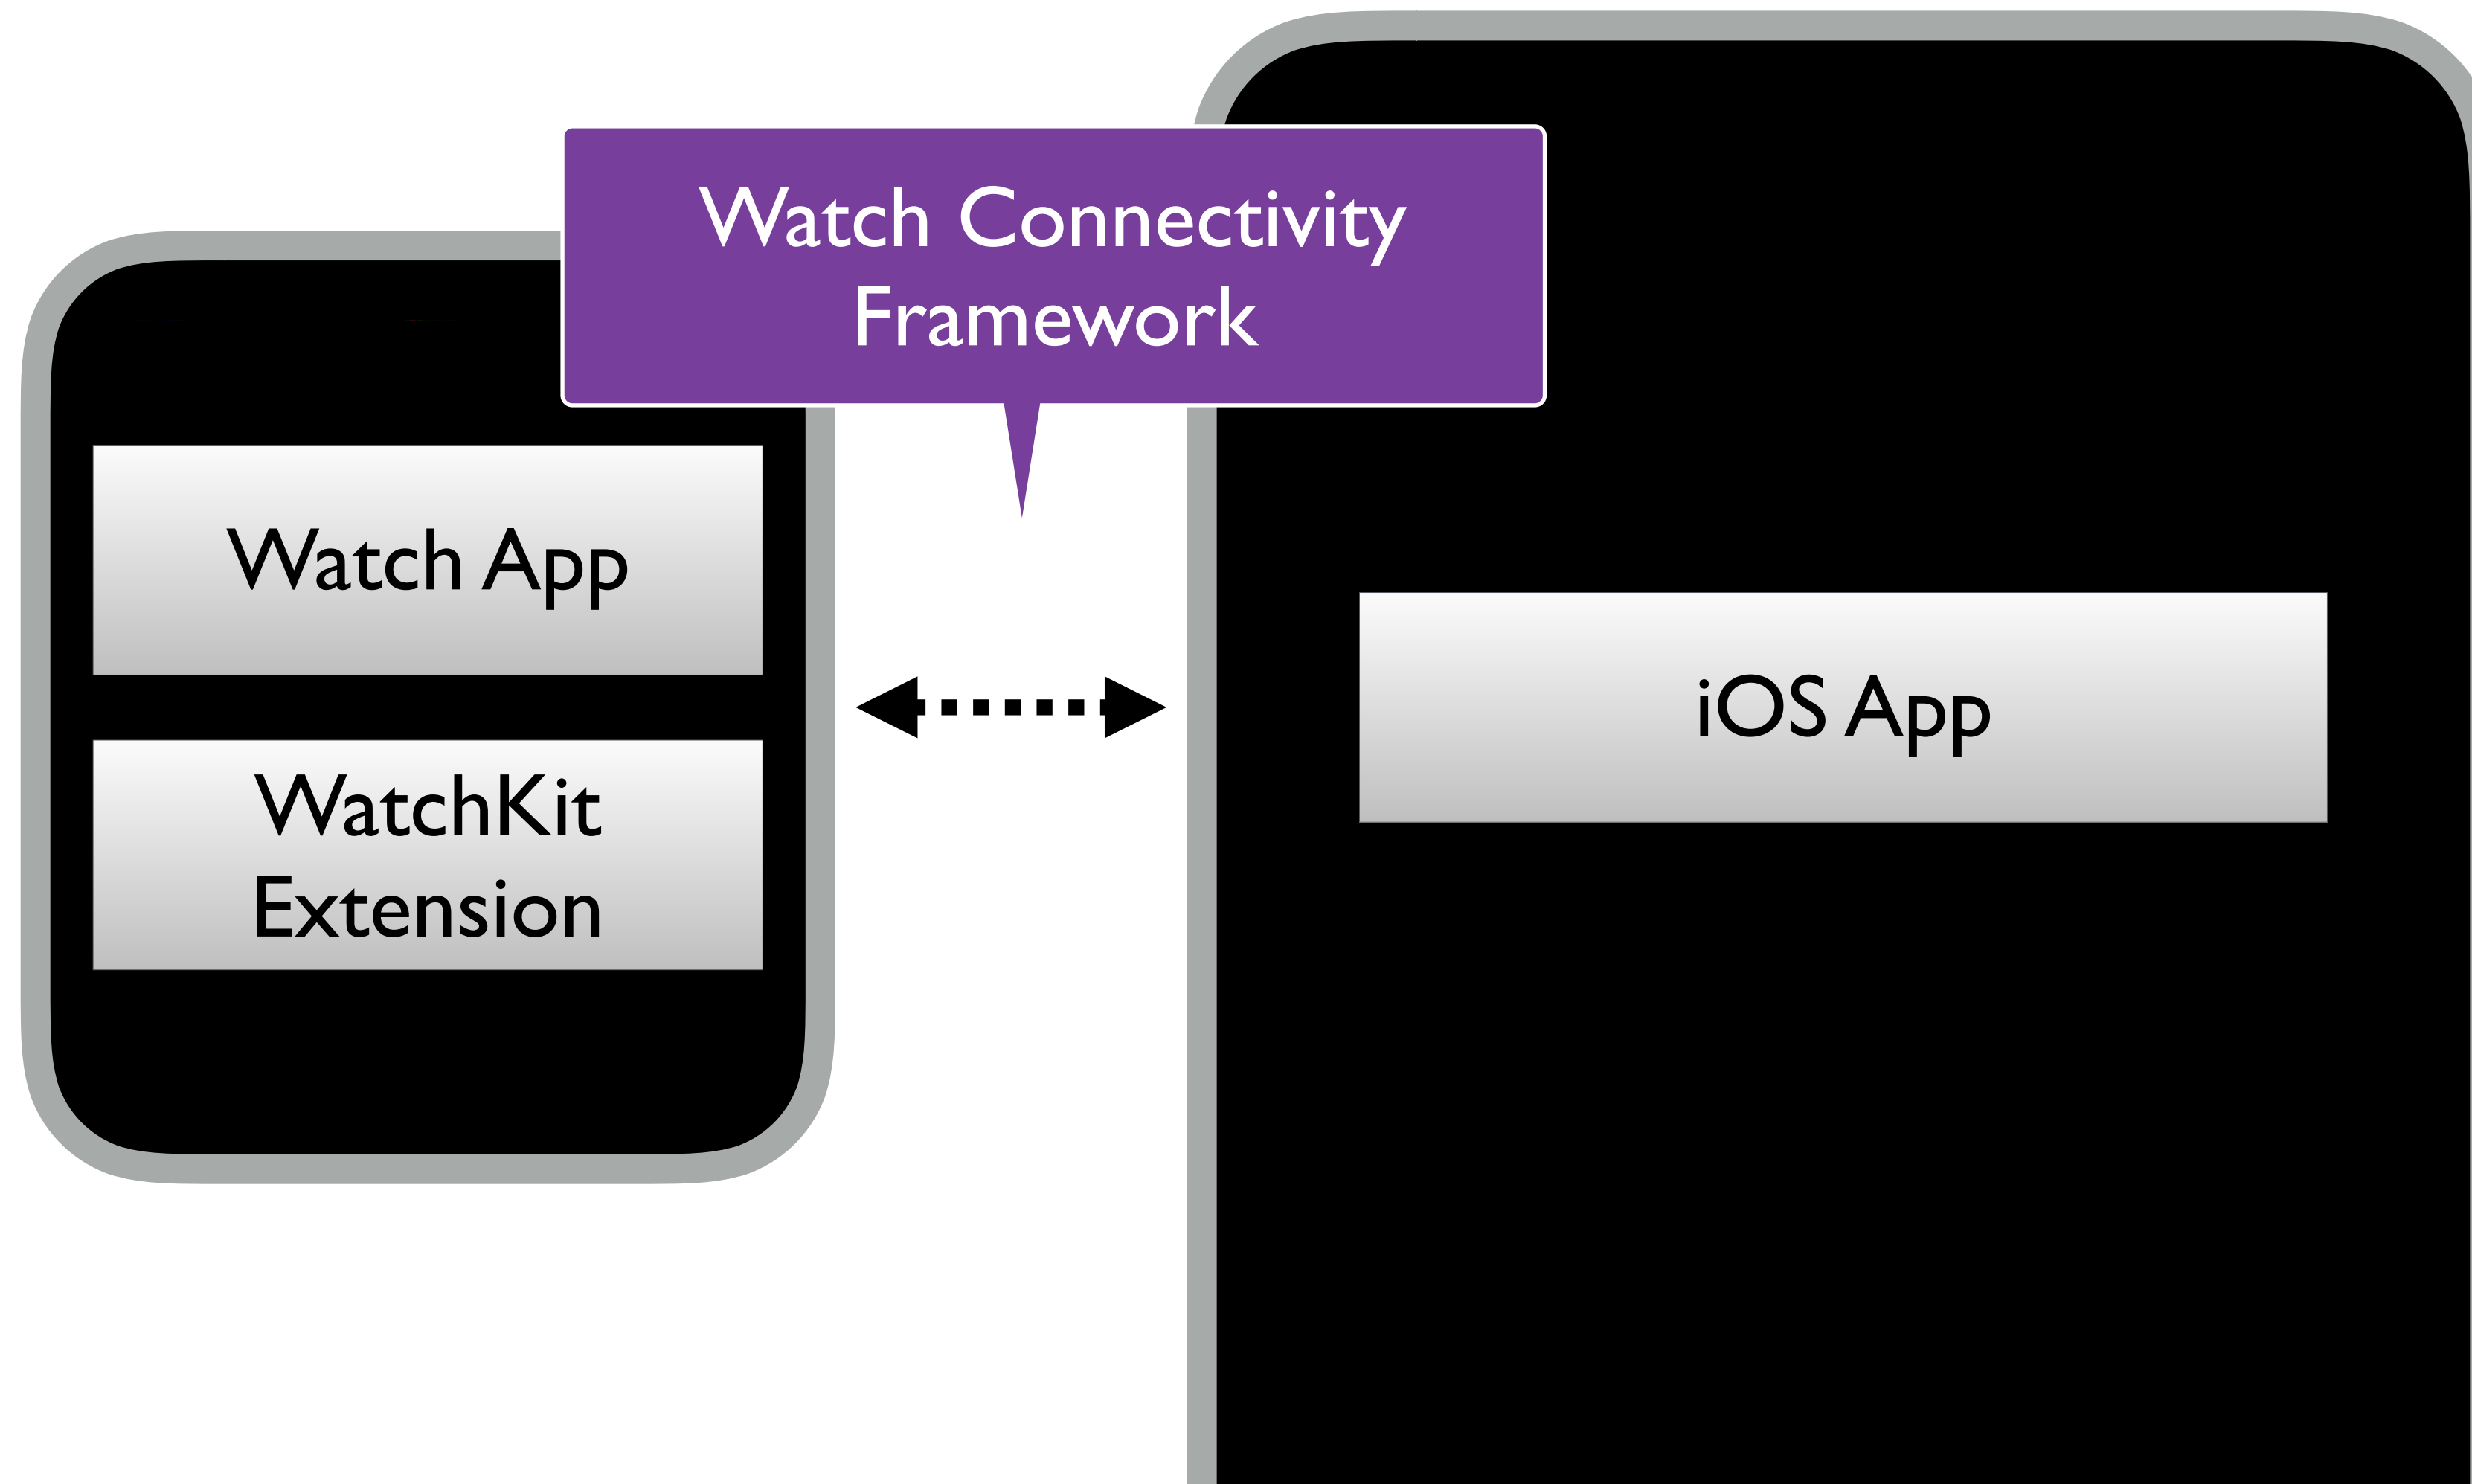 Watch Connectivity
Framework
Watch App
WatchKit
Extension
iOS App